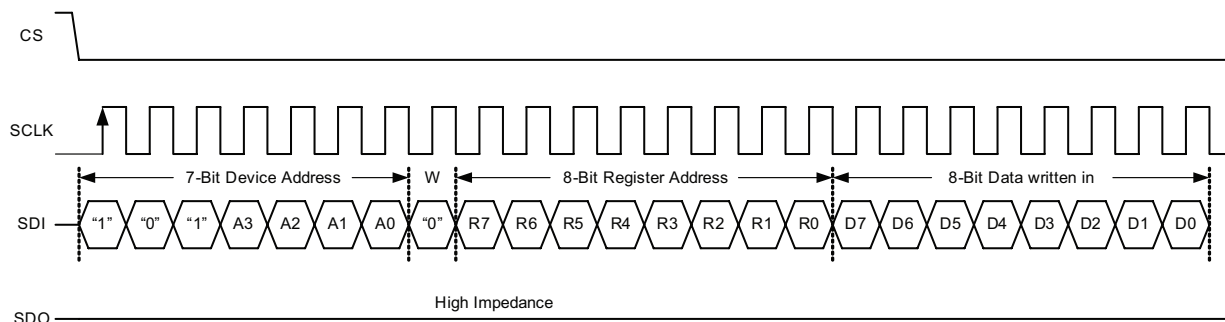 CS
SCLK
7-Bit Device Address W 8-Bit Register Address 8-Bit Data written in
SDI “1” “0” “1” A3 A2 A1 A0 “0” R7 R6 R5 R4 R3 R2 R1 R0 D7 D6 D5 D4 D3 D2 D1 D0
High Impedance
SDO